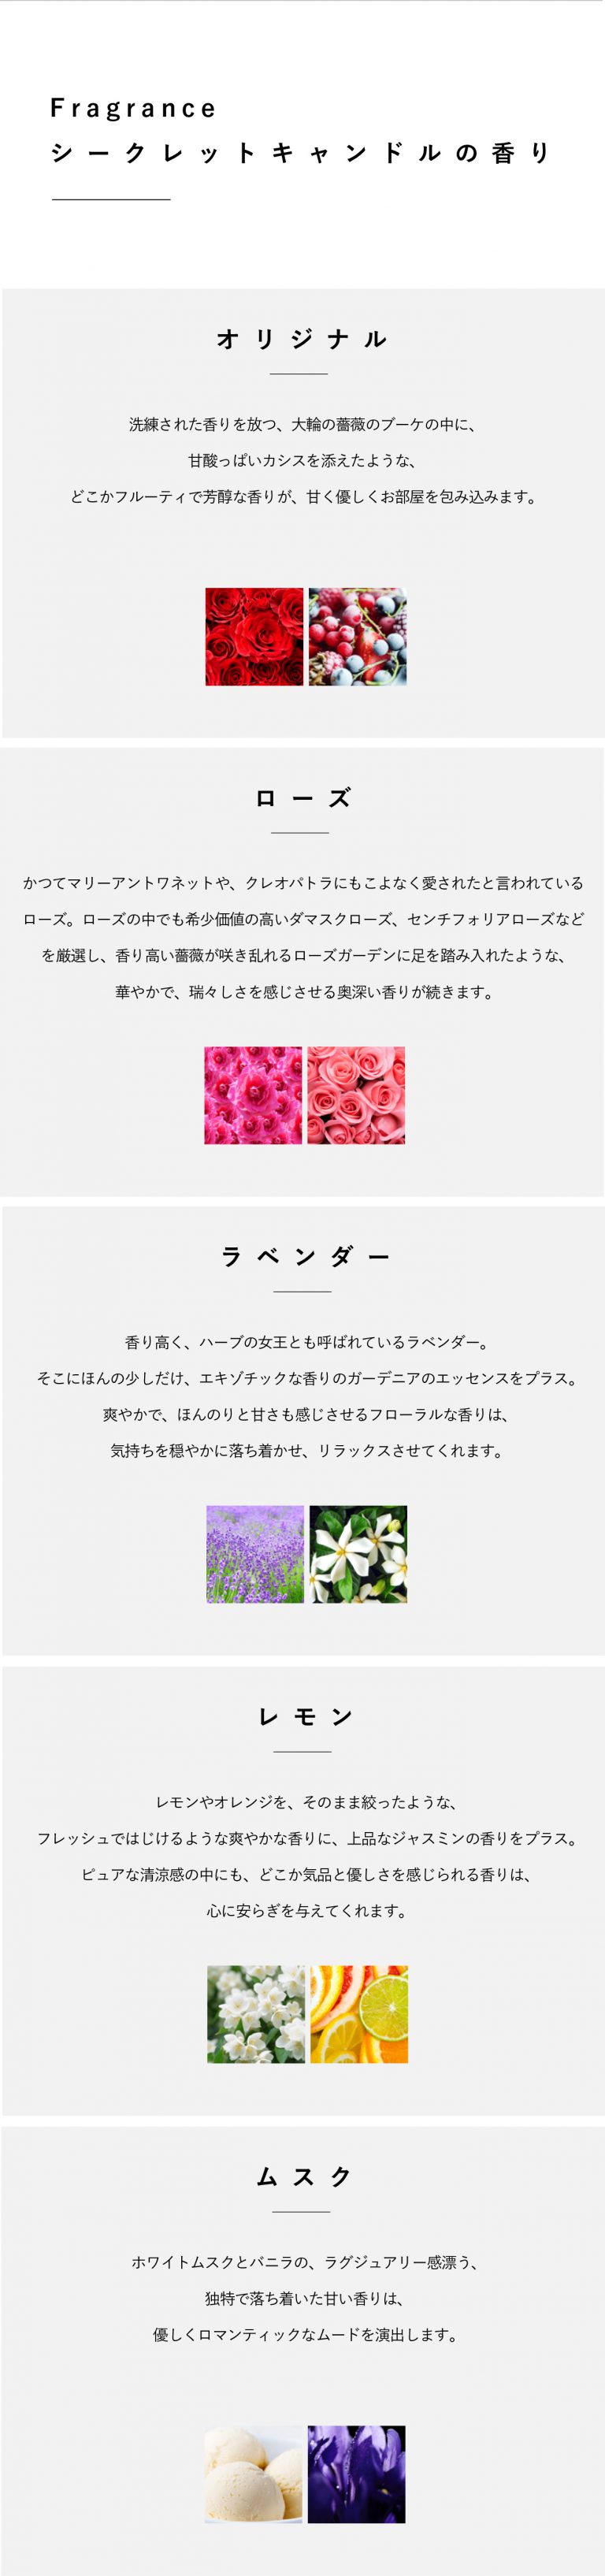 Fragrance
シークレットキャンドルの香り
オリジナル
洗練された香りを放つ、大輪の薔薇のブーケの中に、
甘酸っぱいカシスを添えたような、
どこかフルーティで芳醇な香りが、甘く優しくお部屋を包み込みます。
ローズ
かつてマリーアントワネットや、クレオパトラにもこよなく愛されたと言われている
ローズ。ローズの中でも希少価値の高いダマスクローズ、センチフォリアローズなど
を厳選し、香り高い薔薇が咲き乱れるローズガーデンに足を踏み入れたような、
華やかで、瑞々しさを感じさせる奥深い香りが続きます。
ラベンダー
香り高く、ハーブの女王とも呼ばれているラベンダー。
そこにほんの少しだけ、エキゾチックな香りのガーデニアのエッセンスをプラス。
爽やかで、ほんのりと甘さも感じさせるフローラルな香りは、
気持ちを穏やかに落ち着かせ、リラックスさせてくれます。
レモン
レモンやオレンジを、そのまま絞ったような、
フレッシュではじけるような爽やかな香りに、上品なジャスミンの香りをプラス。
ピュアな清涼感の中にも、どこか気品と優しさを感じられる香りは、
心に安らぎを与えてくれます。
ムスク
ホワイトムスクとバニラの、ラグジュアリー感漂う、
独特で落ち着いた甘い香りは、
優しくロマンティックなムードを演出します。